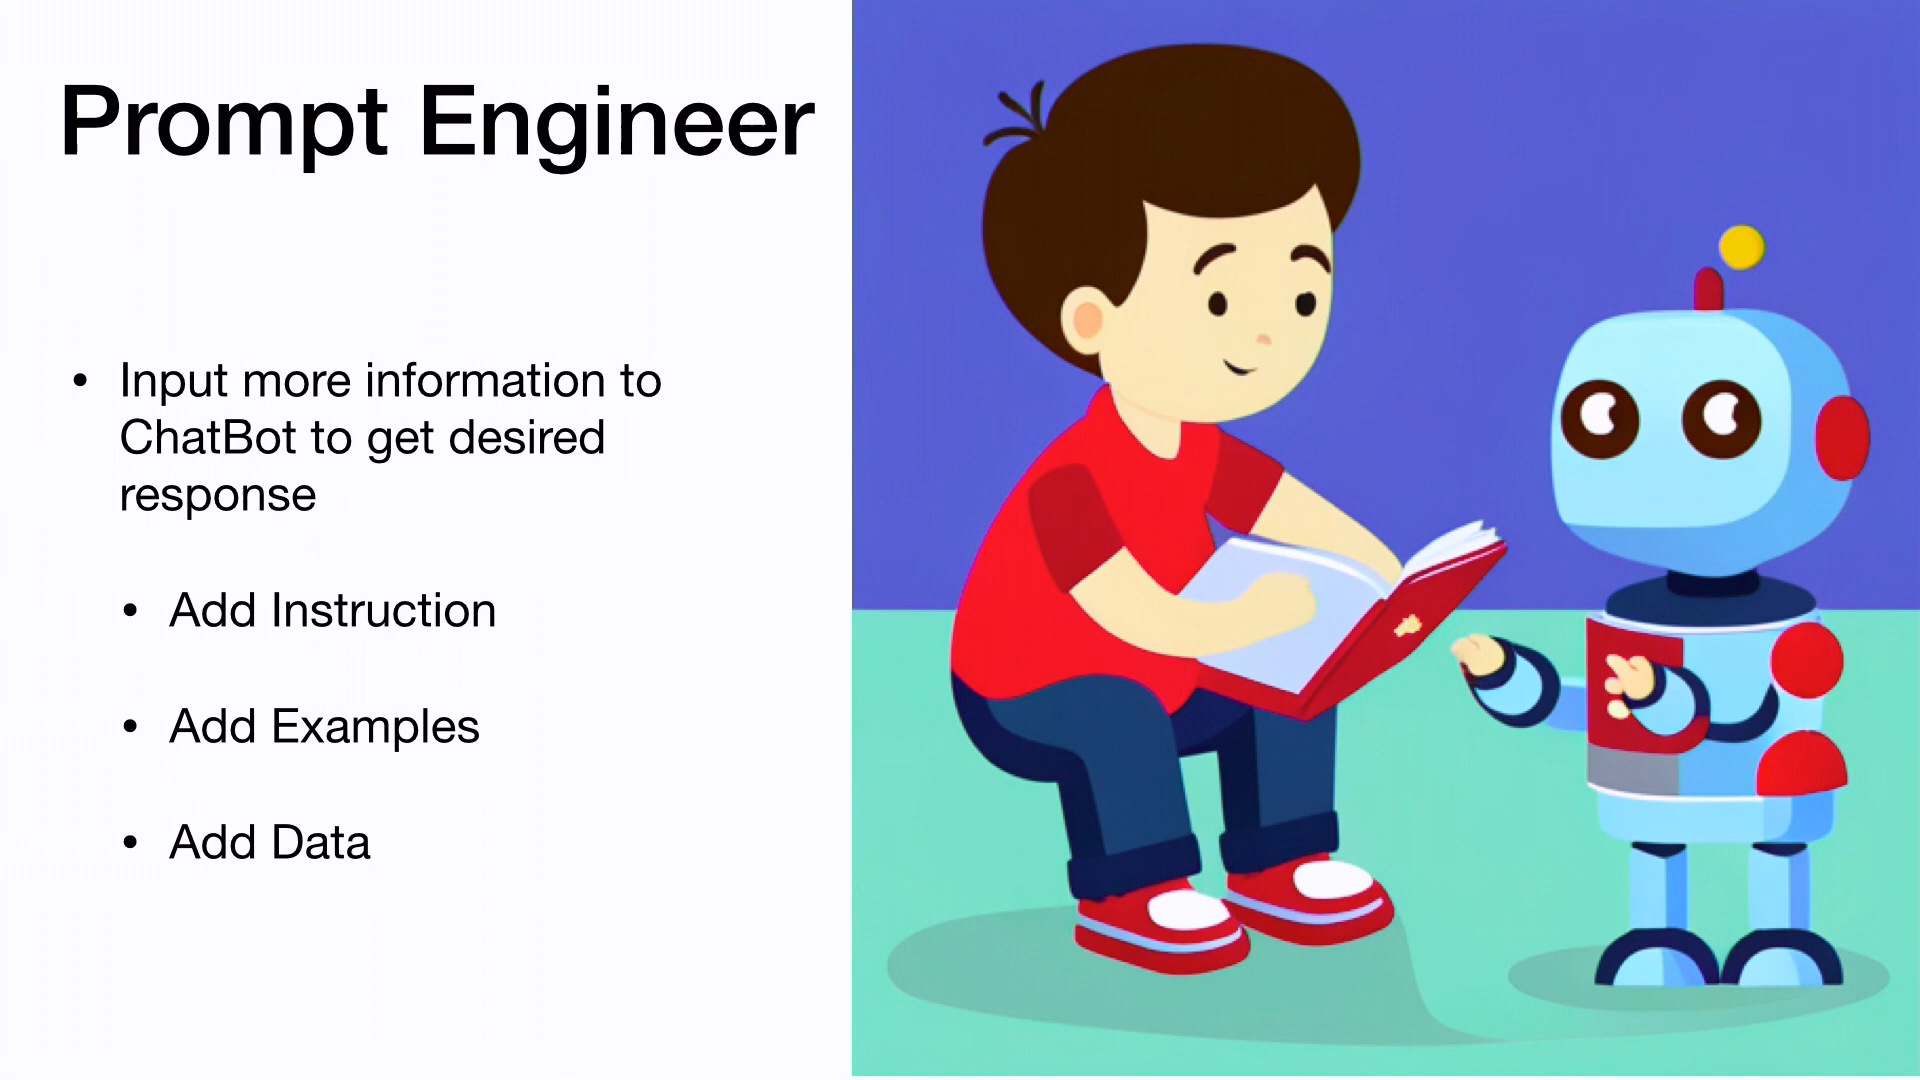 Prompt Engineer
• Input more information to
ChatBot to get desired
response
• Add Instruction
• Add Examples
• Add Data